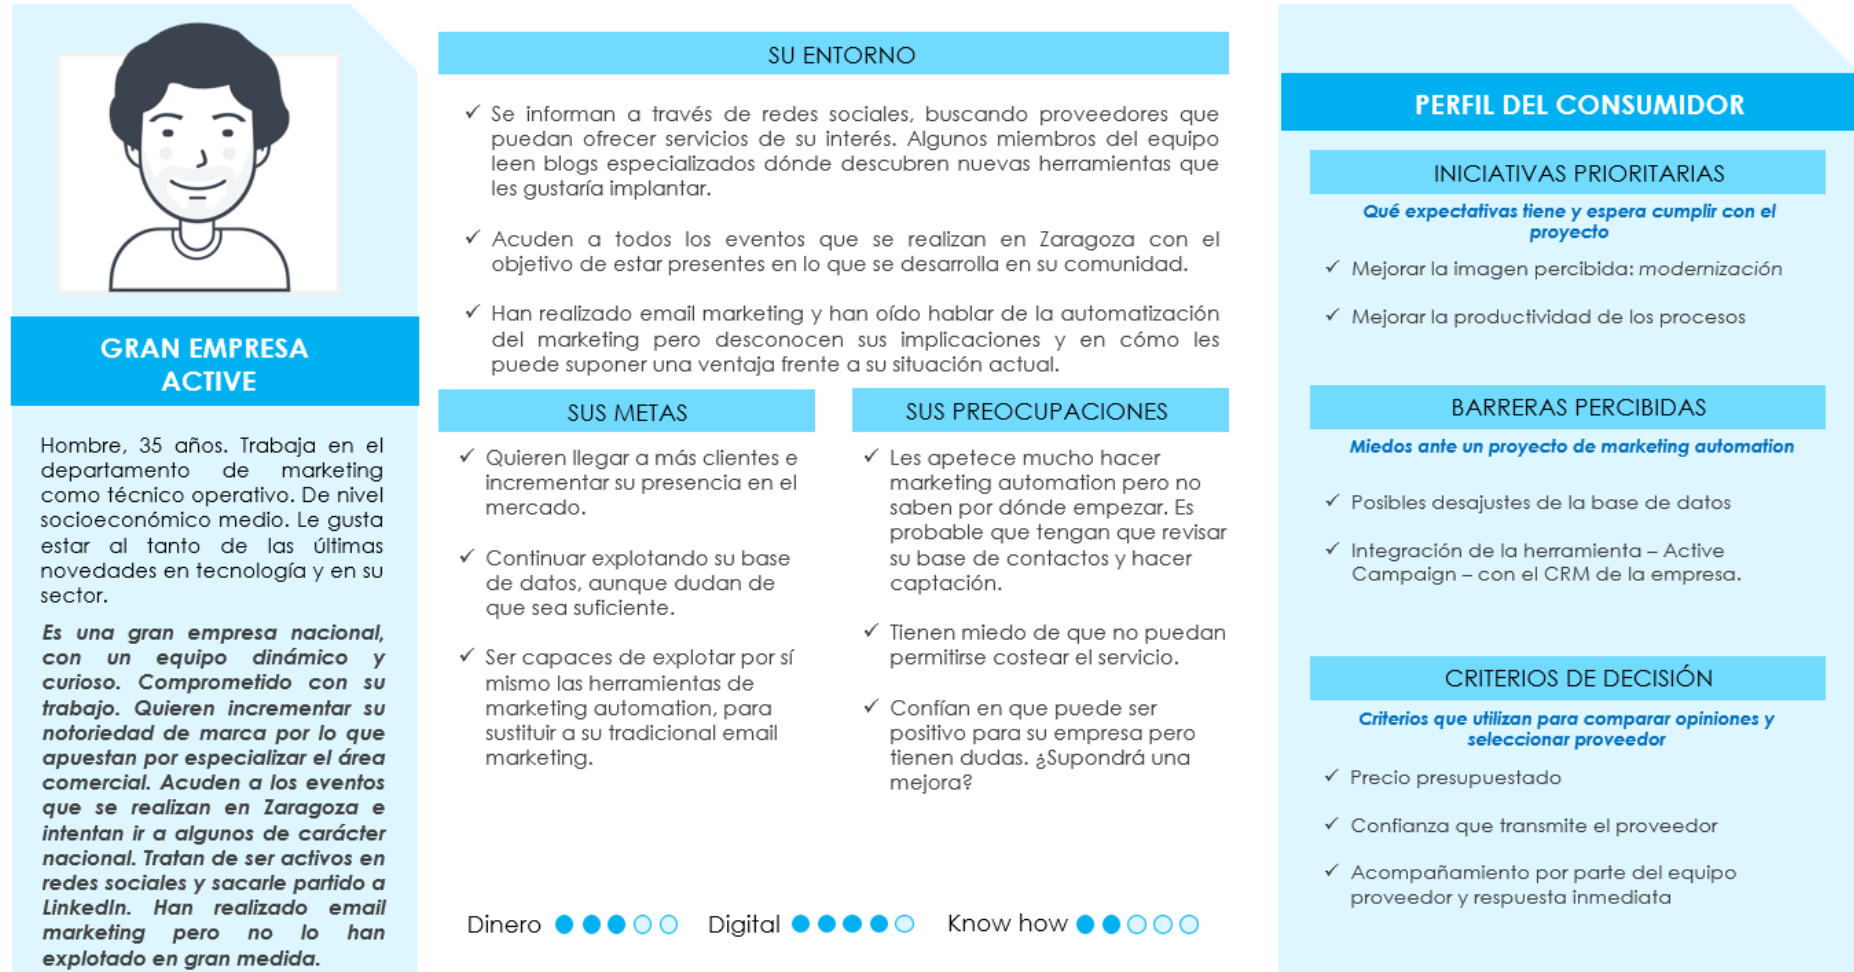 GRAN EMPRESA
ACTIVE
Hombre, 35 años. Trabaja en el
departamento de marketing
como técnico operativo. De nivel
socioeconómico medio. Le gusta
estar al tanto de las últimas
novedades en tecnología y en su
sector.
Es una gran empresa nacional,
con un equipo dinámico y
curioso. Comprometido con su
trabajo. Quieren incrementar su
notoriedad de marca por lo que
apuestan por especializar el área
comercial. Acuden a los eventos
que se realizan en Zaragoza e
intentan ir a algunos de carácter
nacional. Tratan de ser activos en
redes sociales y sacarle partido a
LinkedIn. Han realizado email
marketing pero no lo han
explotado en gran medida.
SU ENTORNO
✓ Se informan a través de redes sociales, buscando proveedores que
puedan ofrecer servicios de su interés. Algunos miembros del equipo
leen blogs especializados dónde descubren nuevas herramientas que
les gustaría implantar.
✓ Acuden a todos los eventos que se realizan en Zaragoza con el
objetivo de estar presentes en lo que se desarrolla en su comunidad.
✓ Han realizado email marketing y han oído hablar de la automatización
del marketing pero desconocen sus implicaciones y en cómo les
puede suponer una ventaja frente a su situación actual.
SUS METAS
✓ Quieren llegar a más clientes e
incrementar su presencia en el
mercado.
✓ Continuar explotando su base
de datos, aunque dudan de
que sea suficiente.
✓ Ser capaces de explotar por sí
mismo las herramientas de
marketing automation, para
sustituir a su tradicional email
marketing.
SUS PREOCUPACIONES
✓ Les apetece mucho hacer
marketing automation pero no
saben por dónde empezar. Es
probable que tengan que revisar
su base de contactos y hacer
captación.
✓ Tienen miedo de que no puedan
permitirse costear el servicio.
✓ Confían en que puede ser
positivo para su empresa pero
tienen dudas. ¿Supondrá una
mejora?
Dinero Digital Know how
PERFIL DEL CONSUMIDOR
INICIATIVAS PRIORITARIAS
Qué expectativas tiene y espera cumplir con el
proyecto
✓ Mejorar la imagen percibida: modernización
✓ Mejorar la productividad de los procesos
BARRERAS PERCIBIDAS
Miedos ante un proyecto de marketing automation
✓ Posibles desajustes de la base de datos
✓ Integración de la herramienta – Active
Campaign – con el CRM de la empresa.
CRITERIOS DE DECISIÓN
Criterios que utilizan para comparar opiniones y
seleccionar proveedor
✓ Precio presupuestado
✓ Confianza que transmite el proveedor
✓ Acompañamiento por parte del equipo
proveedor y respuesta inmediata